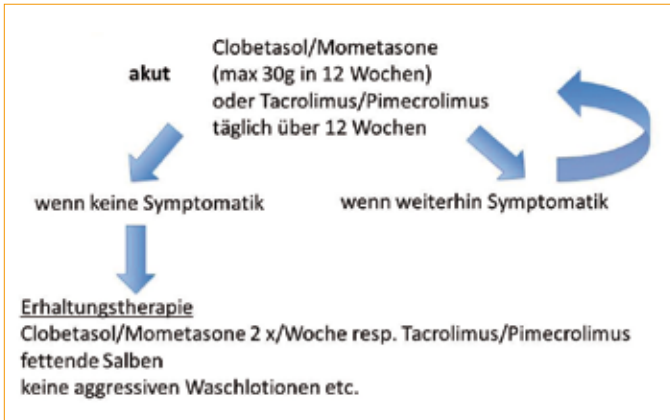 Clobetasol/Mometasone
akut
(max 30g in 12 Wochen)
oder Tacrolimus/Pimecrolimus
täglich über 12 Wochen
wenn keine Symptomatik
wenn weiterhin Symptomatik
Erhaltungstherapie
Clobetasol/Mometasone 2 x/Woche resp. Tacrolimus/Pimecrolimus
fettende Salben
keine aggressiven Waschlotionen etc.